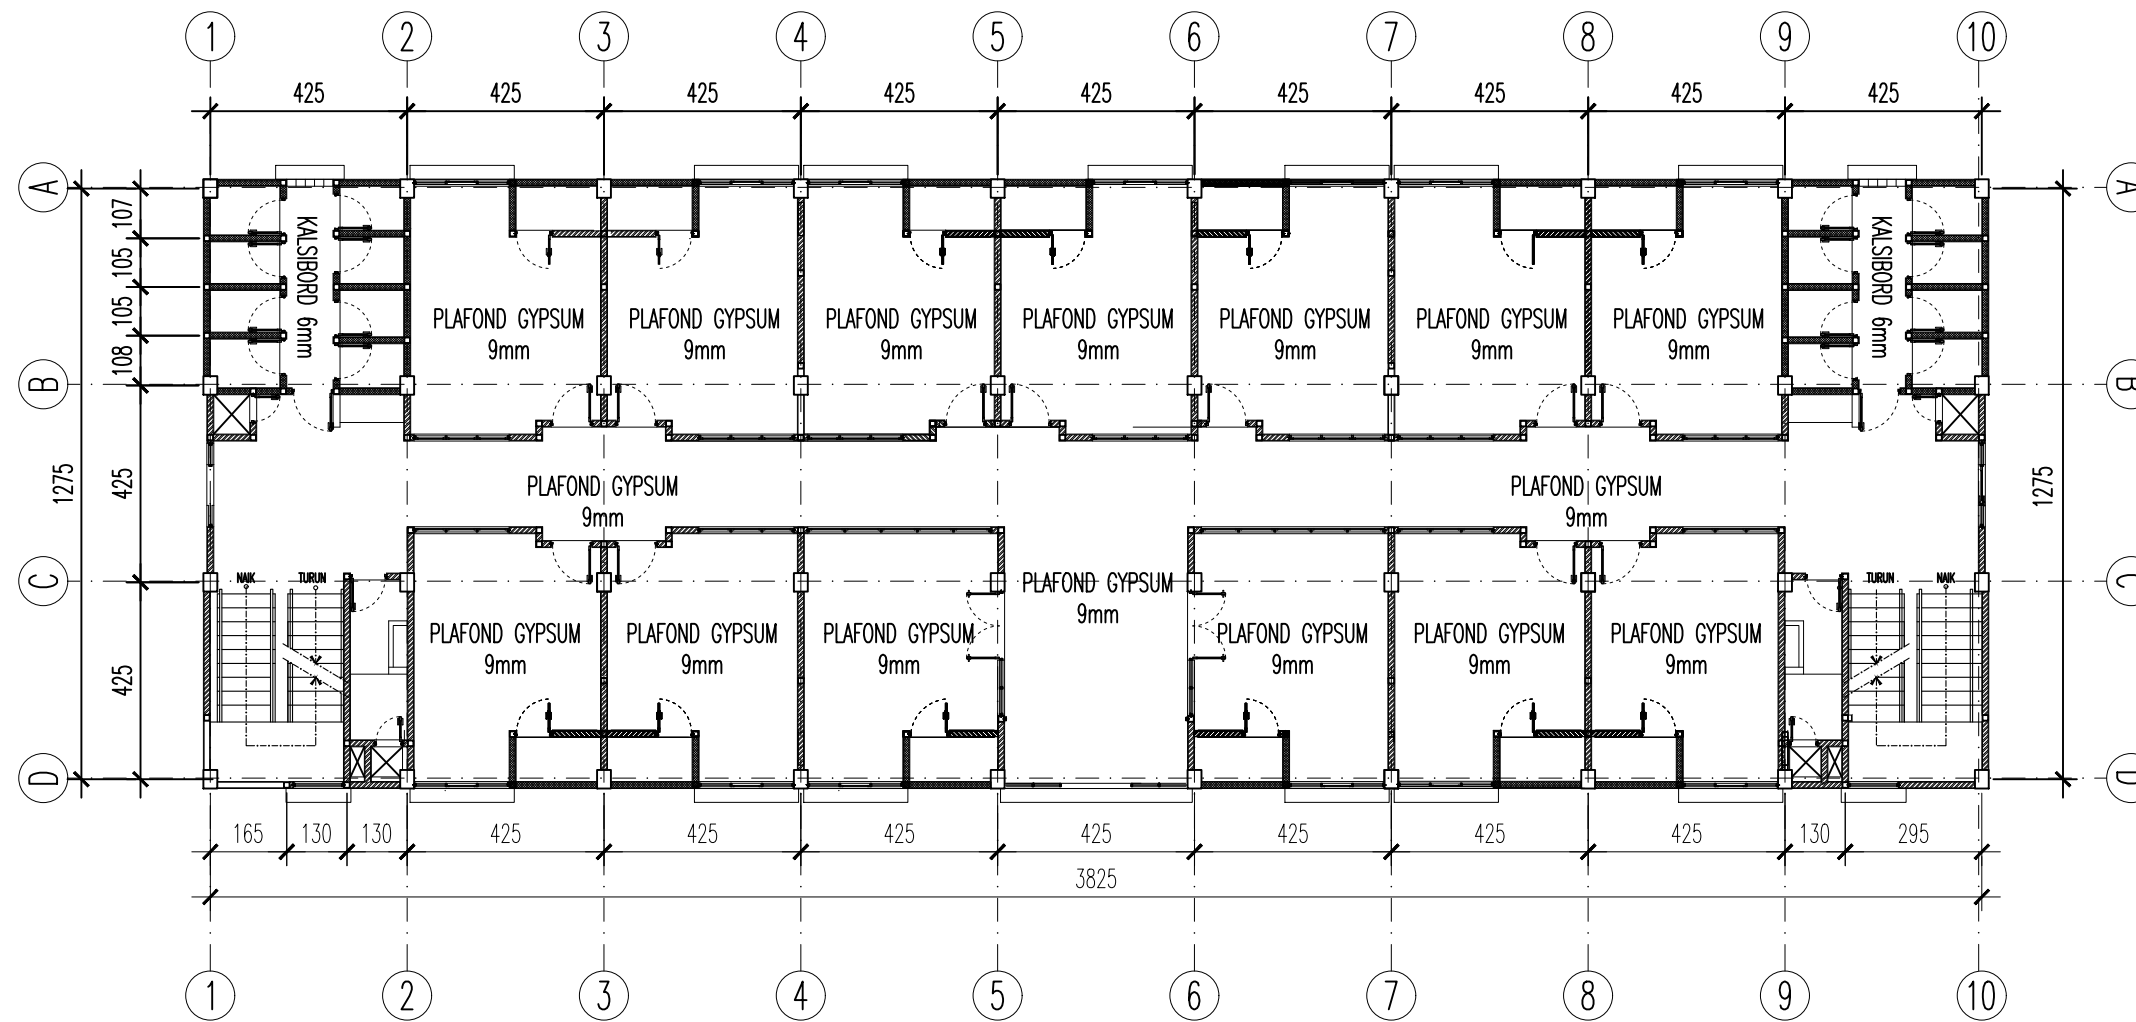 1 2 3 4 5 6 7 8 9 10
425 425 425 425 425 425 425 425 425
A A
107
105
105
108
KALSIBORD 6mm
KALSIBORD 6mm
PLAFOND GYPSUM PLAFOND GYPSUM PLAFOND GYPSUM PLAFOND GYPSUM PLAFOND GYPSUM PLAFOND GYPSUM PLAFOND GYPSUM
9mm 9mm 9mm 9mm 9mm 9mm 9mm
B B
1275 425 1275
PLAFOND GYPSUM PLAFOND GYPSUM
9mm 9mm
C C
NAIK TURUN TURUN NAIK
PLAFOND GYPSUM
9mm
PLAFOND GYPSUM PLAFOND GYPSUM PLAFOND GYPSUM PLAFOND GYPSUM PLAFOND GYPSUM PLAFOND GYPSUM
9mm 9mm 9mm 9mm 9mm 9mm
425
D D
165 130 130 425 425 425 425 425 425 425 130 295
3825
1 2 3 4 5 6 7 8 9 10